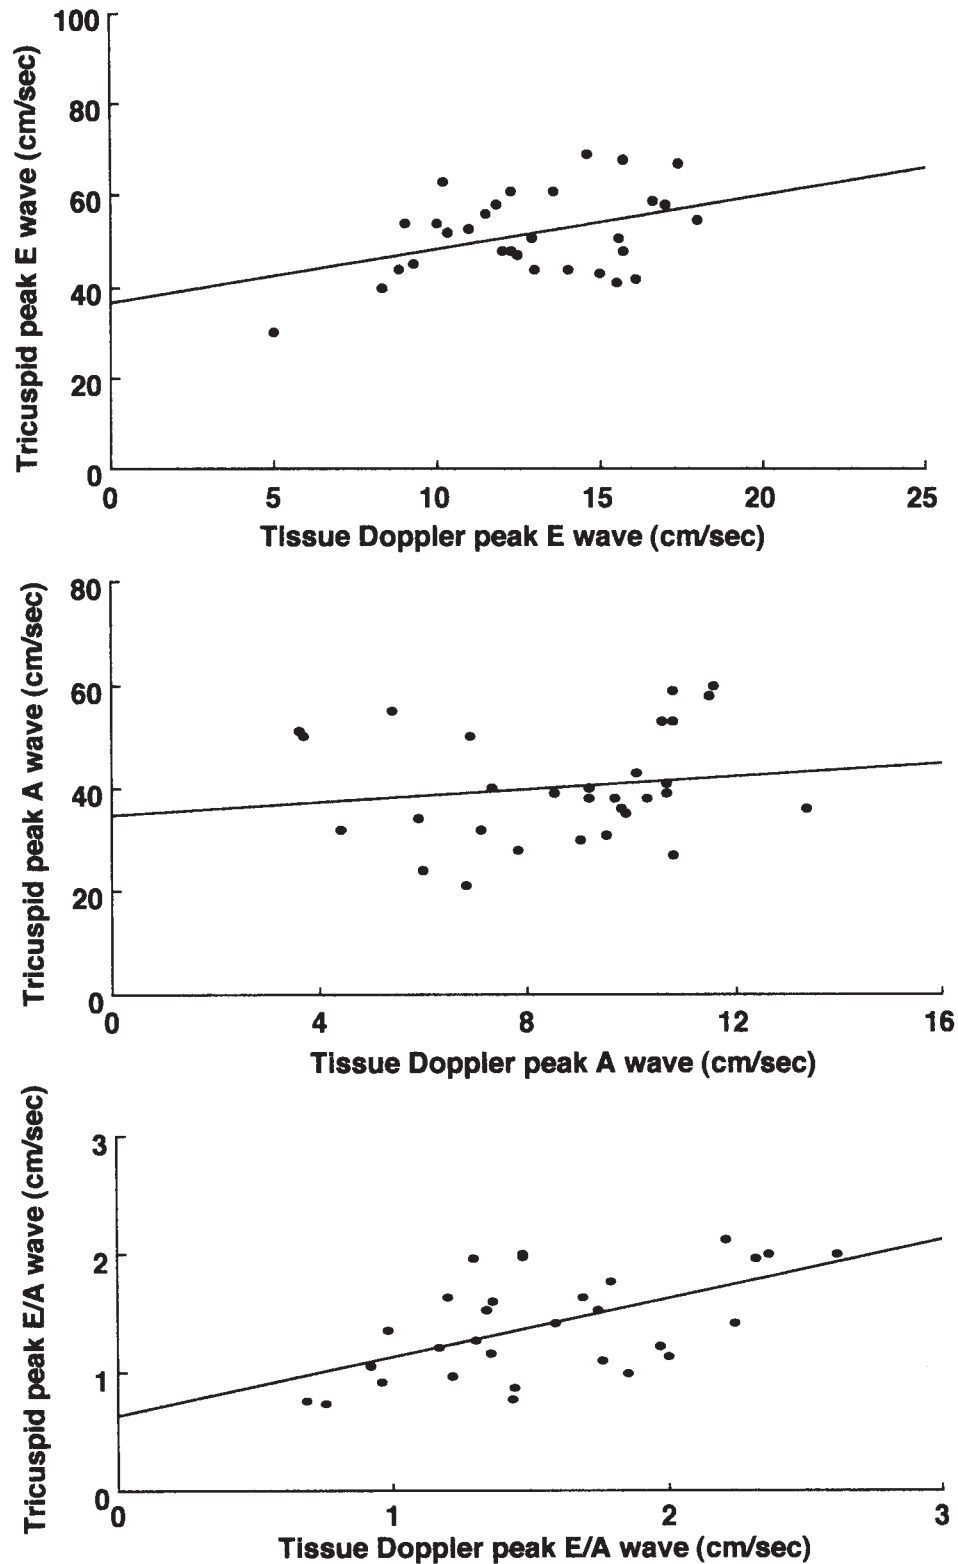 100
80
60
40
20
0
Tricuspid peak E wave (cm/sec)
0 5 10 15 20 25
Tissue Doppler peak E wave (cm/sec)
80
60
40
20
0
Tricuspid peak A wave (cm/sec)
0 4 8 12 16
Tissue Doppler peak A wave (cm/sec)
3
2
1
0
Tricuspid peak E/A wave (cm/sec)
0 1 2 3
Tissue Doppler peak E/A wave (cm/sec)